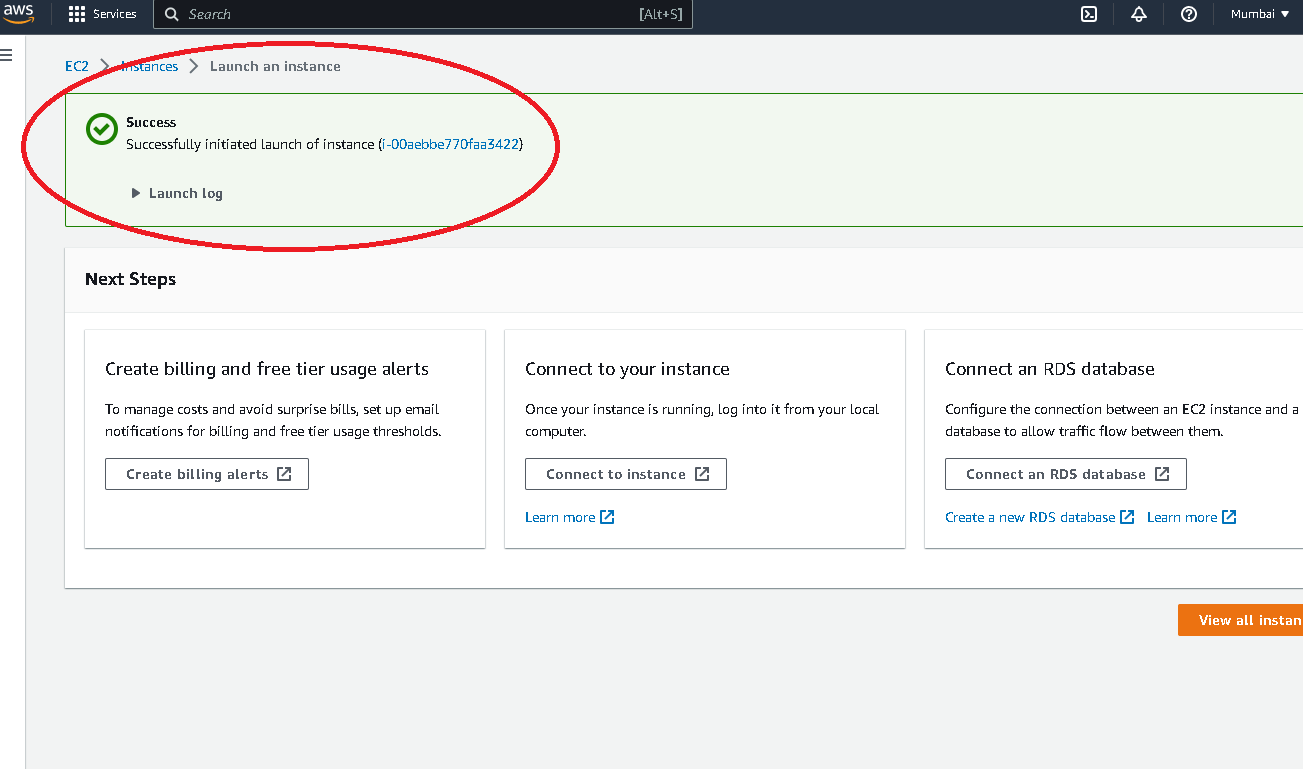 aws Services Search [Alt+S] Mumbai
EC2 Instances Launch an instance
Success
Successfully initiated launch of instance (i-00aebbe770faa3422)
Launch log
Next Steps
Create billing and free tier usage alerts
To manage costs and avoid surprise bills, set up email
notifications for billing and free tier usage thresholds.
Create billing alerts
Connect to your instance
Once your instance is running, log into it from your local
computer.
Connect to instance
Learn more
Connect an RDS database
Configure the connection between an EC2 instance and a
database to allow traffic flow between them.
Connect an RDS database
Create a new RDS database Learn more
View all instan